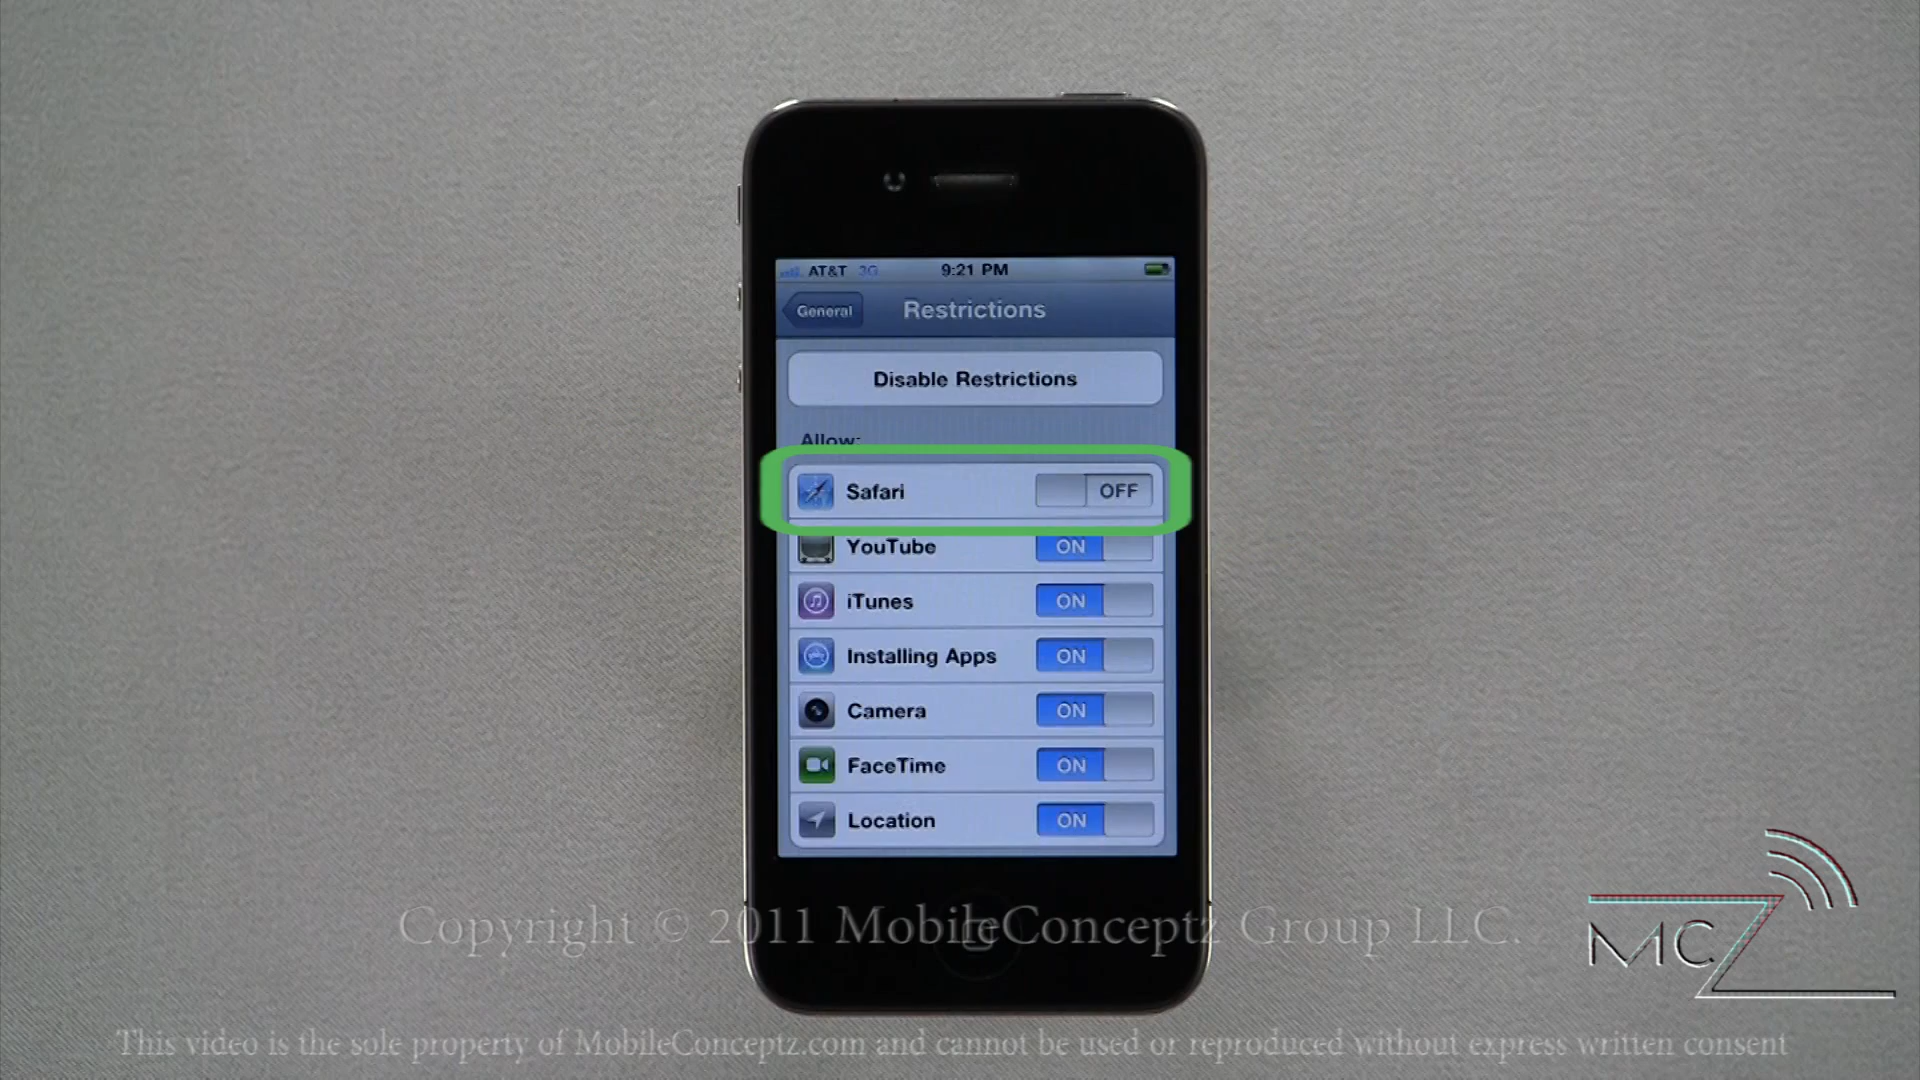 AT&T 3G 9:21 PM
General Restrictions
Disable Restrictions
Allow:
Safari OFF
YouTube ON
iTunes ON
Installing Apps ON
Camera ON
FaceTime ON
Location ON
Copyright © 2011 MobileConceptz Group LLC.
MCZ
This video is the sole property of MobileConceptz.com and cannot be used or reproduced without express written consent